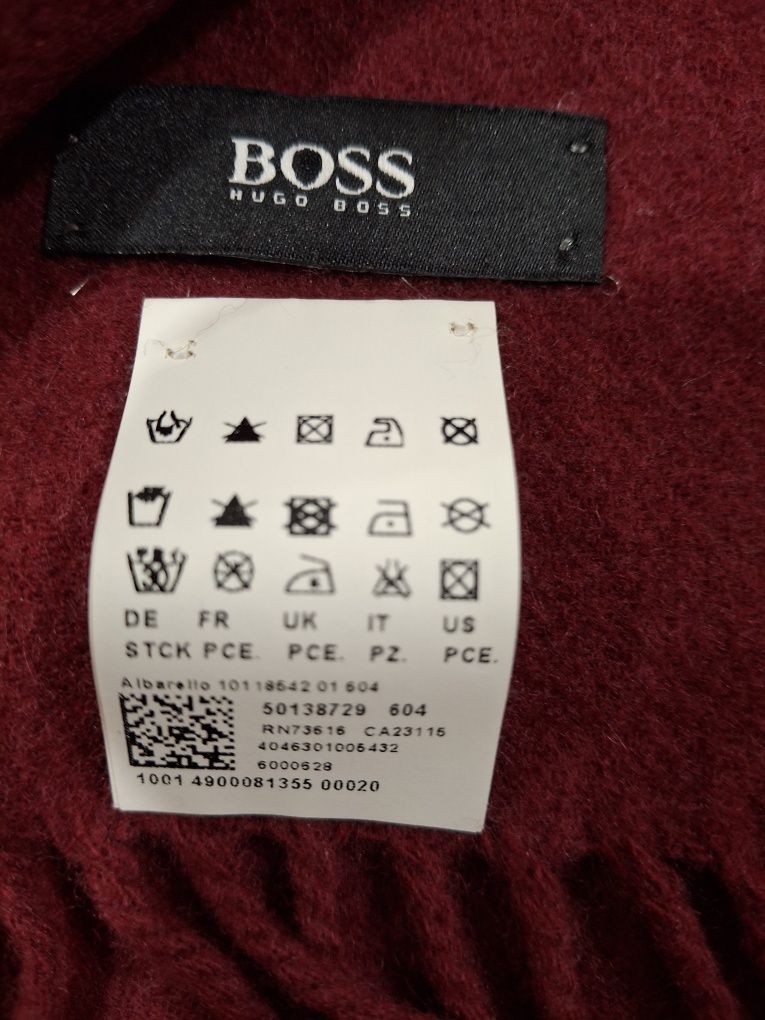 BOSS
HUGO BOSS
DE FR UK IT US
STCK PCE. PCE. PZ. PCE.
Albarello 10118542 01 604
50138729 604
RN73616 CA23115
4046301005432
6000628
1001 4900081355 00020